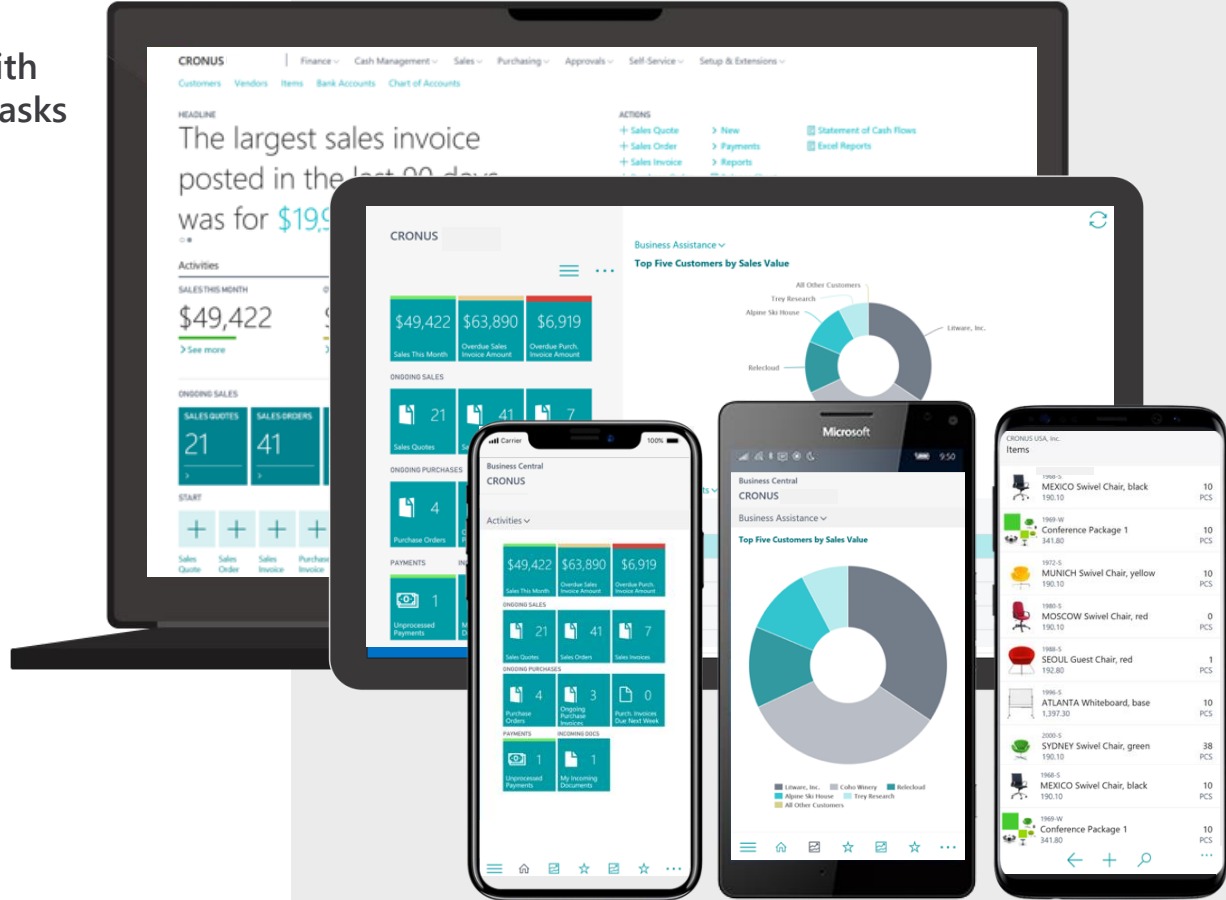 ith
asks
CRONUS
Finance Cash Management Sales Purchasing Approvals Self-Service Setup & Extensions
Customers Vendors Items Bank Accounts Chart of Accounts
HEADLINE
The largest sales invoice
posted in the last 90 days
was for $19,9
Activities
SALES THIS MONTH
$49,422
> See more
ONGOING SALES
SALES QUOTES SALES ORDERS
21 41
START
Sales Quote
Sales Order
Sales Invoice
Purchase Invoice
ACTIONS
+ Sales Quote > New Statement of Cash Flows
+ Sales Order > Payments Excel Reports
+ Sales Invoice > Reports
CRONUS
$49,422 $63,890 $6,919
Sales This Month
Overdue Sales
Invoice Amount
Overdue Purch.
Invoice Amount
ONGOING SALES
21 41 7
Sales Quotes
ONGOING PURCHASES
4
Purchase Orders
PAYMENTS
1
Unprocessed
Payments
Business Assistance
Top Five Customers by Sales Value
All Other Customers
Trey Research
Alpine Ski House
Litware, Inc.
Relecloud
Carrier 100%
Business Central
CRONUS
Activities
$49,422 $63,890 $6,919
Sales This Month
Overdue Sales
Invoice Amount
Overdue Purch.
Invoice Amount
ONGOING SALES
21 41 7
Sales Quotes Sales Orders Sales Invoices
ONGOING PURCHASES
4 3 0
Purchase
Orders
Ongoing
Purchase
Invoices
Purch. Invoices
Due Next Week
PAYMENTS INCOMING DOCS
1 1
Unprocessed
Payments
My Incoming
Documents
Microsoft
9:50
Business Central
CRONUS
Business Assistance
Top Five Customers by Sales Value
Litware, Inc. Coho Winery Relecloud
Alpine Ski House Trey Research
All Other Customers
CRONUS USA, Inc.
Items
1968-S
MEXICO Swivel Chair, black 10
190.10 PCS
1969-W
Conference Package 1 10
341.80 PCS
1972-S
MUNICH Swivel Chair, yellow 10
190.10 PCS
1980-S
MOSCOW Swivel Chair, red 0
190.10 PCS
1988-S
SEOUL Guest Chair, red 1
192.80 PCS
1996-S
ATLANTA Whiteboard, base 10
1,397.30 PCS
2000-S
SYDNEY Swivel Chair, green 38
190.10 PCS
1968-S
MEXICO Swivel Chair, black 10
190.10 PCS
1969-W
Conference Package 1 10
341.80 PCS